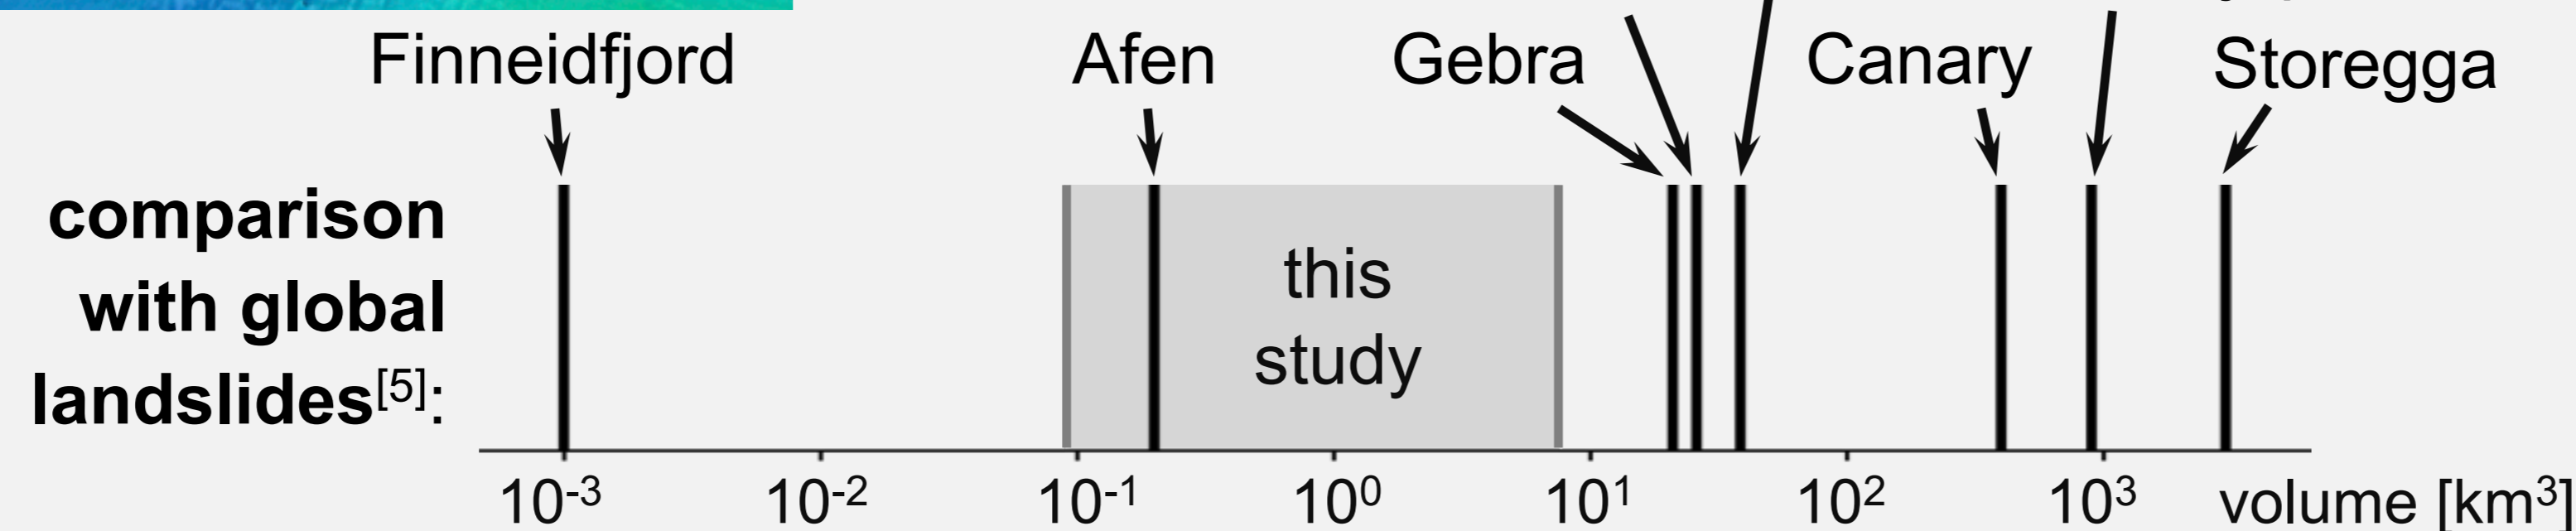 Finneidfjord
Afen
Gebra
Canary
Storegga
comparison
with global
landslides[5]:
this
study
10-3 10-2 10-1 100 101 102 103 volume [km3]